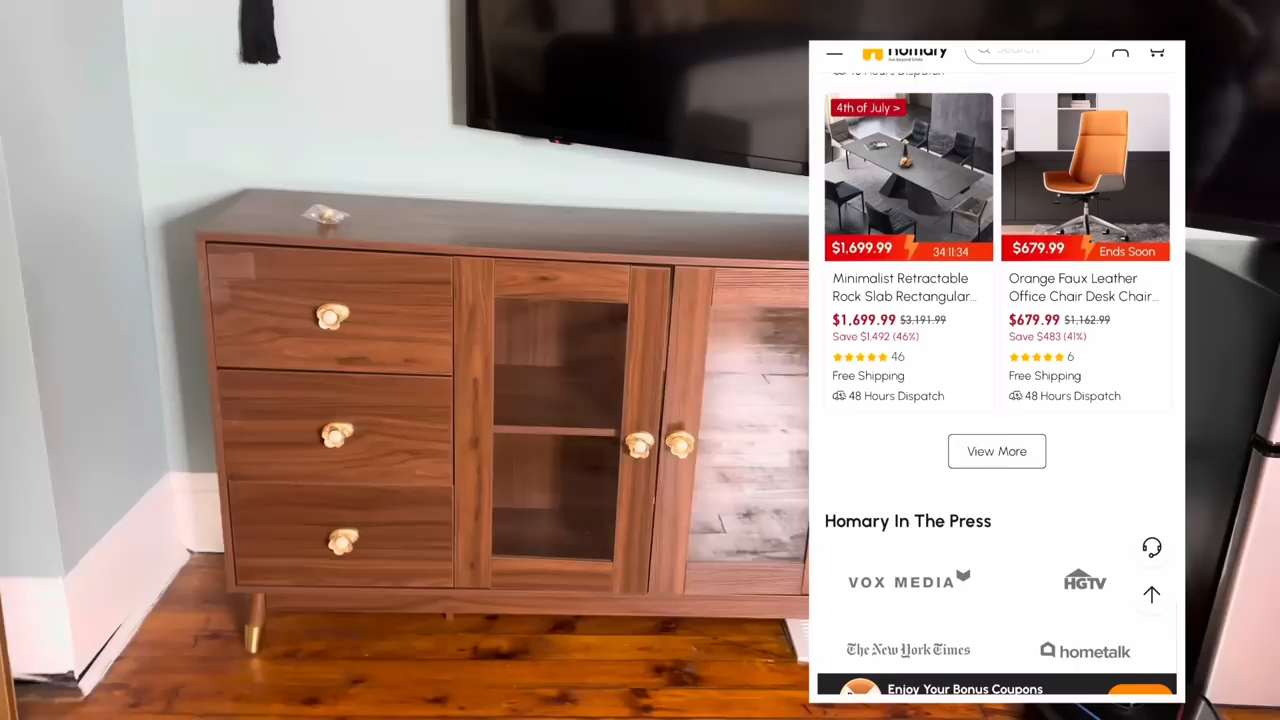 homary
Search
48 Hours Dispatch
4th of July >
$1,699.99
34:11:34
$679.99
Ends Soon
Minimalist Retractable
Rock Slab Rectangular...
$1,699.99 $3,191.99
Save $1,492 (46%)
46
Free Shipping
48 Hours Dispatch
Orange Faux Leather
Office Chair Desk Chair...
$679.99 $1,162.99
Save $483 (41%)
6
Free Shipping
48 Hours Dispatch
View More
Homary In The Press
VOX MEDIA
HGTV
The New York Times
hometalk
Enjoy Your Bonus Coupons